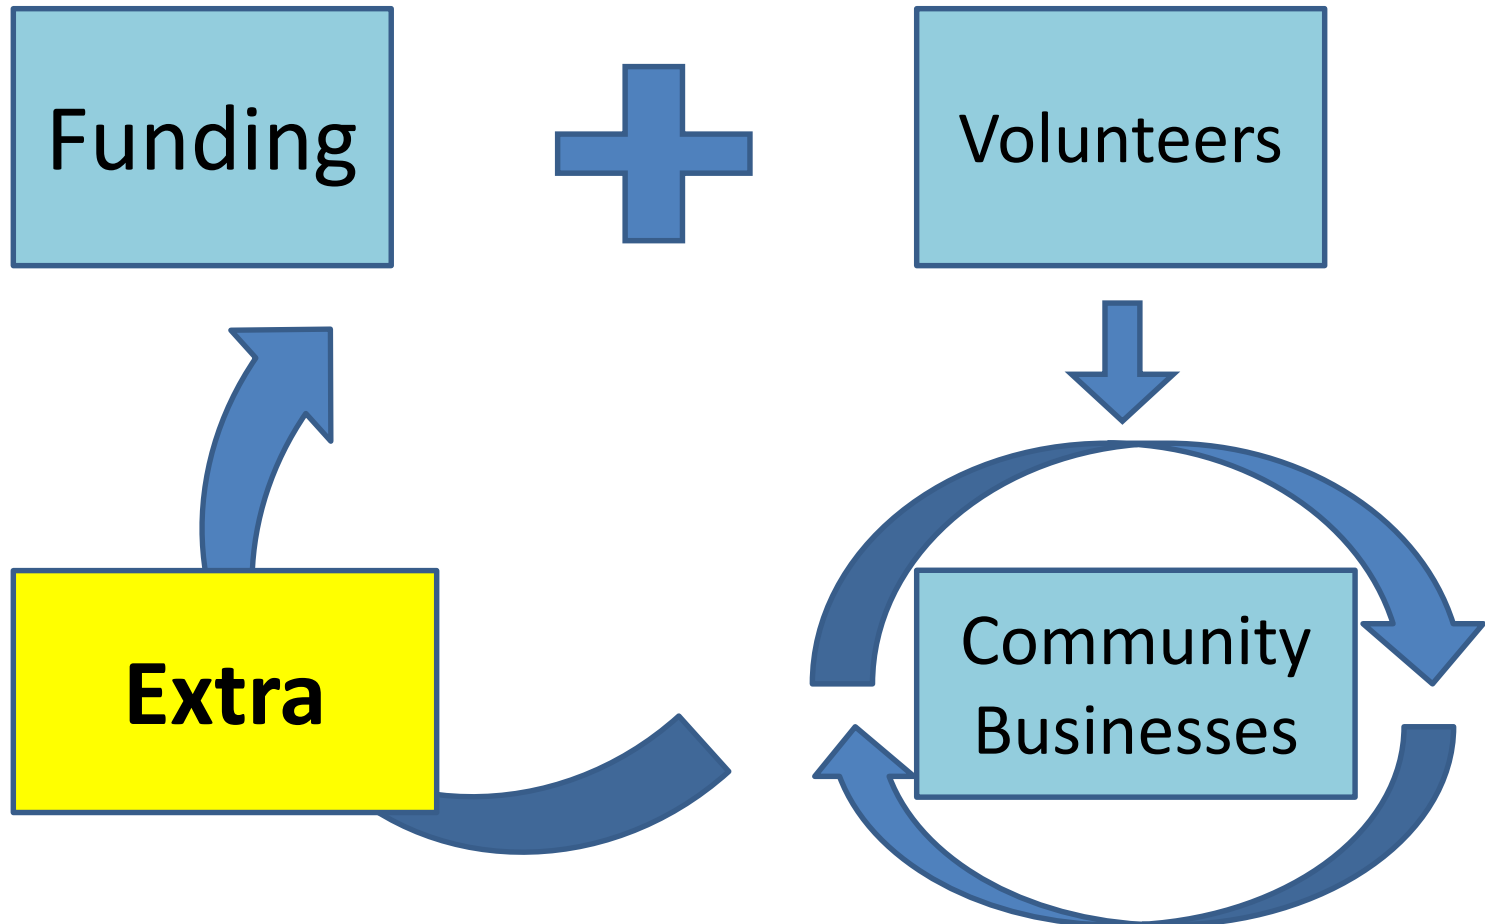 Funding
Volunteers
Extra
Community
Businesses